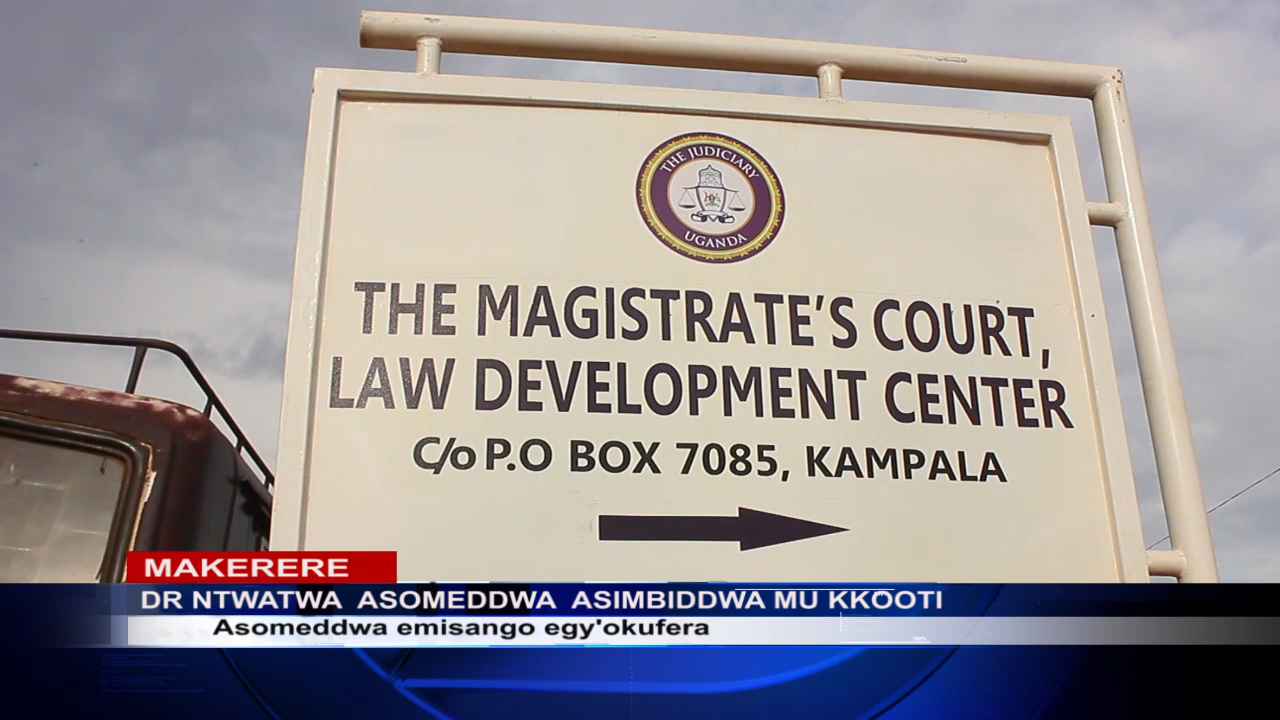 THE JUDICIARY
UGANDA
THE MAGISTRATE'S COURT,
LAW DEVELOPMENT CENTER
C/o P.O BOX 7085, KAMPALA
MAKERERE
DR NTWATWA ASOMEDDWA ASIMBIDDWA MU KKOOTI
Asomeddwa emisango egy'okufera